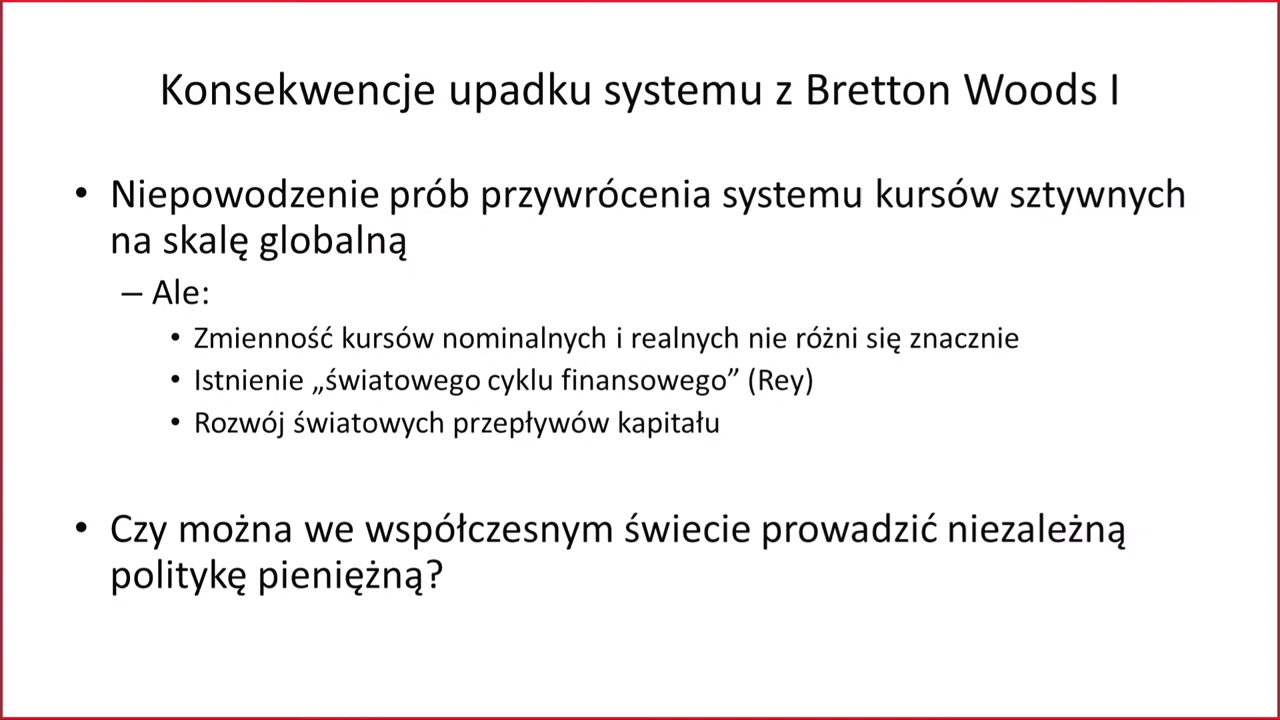 Konsekwencje upadku systemu z Bretton Woods I
• Niepowodzenie prób przywrócenia systemu kursów sztywnych
na skalę globalną
– Ale:
• Zmienność kursów nominalnych i realnych nie różni się znacznie
• Istnienie „światowego cyklu finansowego” (Rey)
• Rozwój światowych przepływów kapitału
• Czy można we współczesnym świecie prowadzić niezależną
politykę pieniężną?